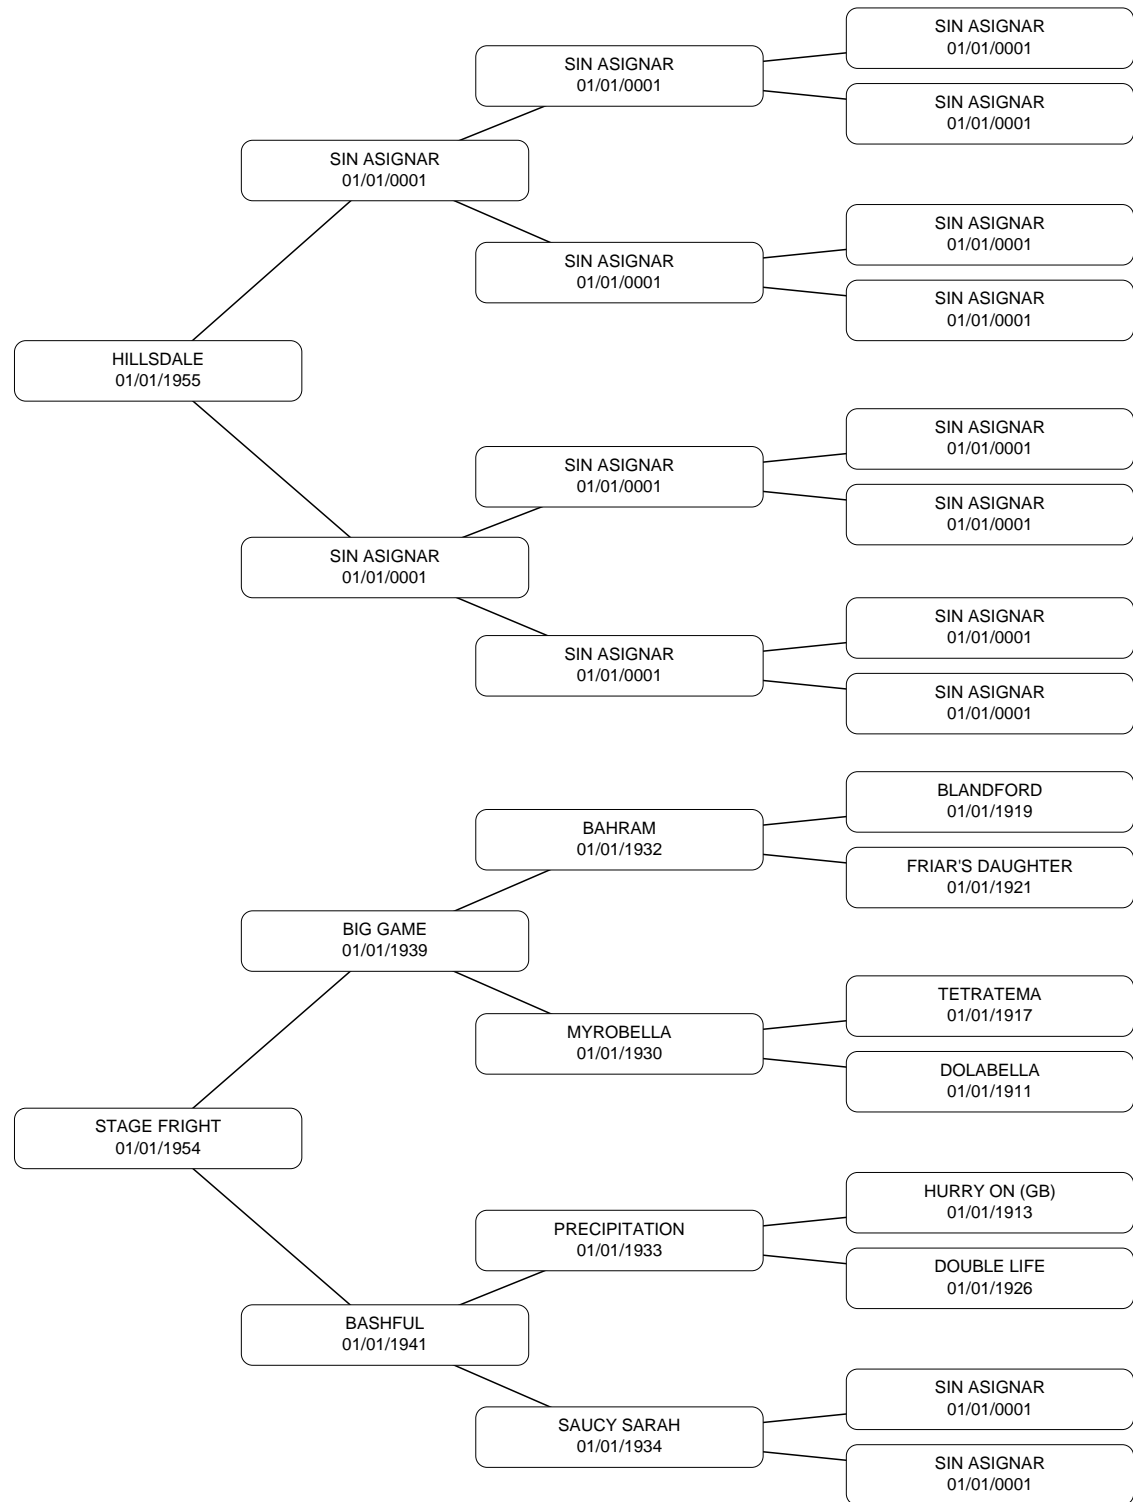 SIN ASIGNAR
01/01/0001
SIN ASIGNAR
01/01/0001
SIN ASIGNAR
01/01/0001
SIN ASIGNAR
01/01/0001
SIN ASIGNAR
01/01/0001
SIN ASIGNAR
01/01/0001
SIN ASIGNAR
01/01/0001
HILLSDALE
01/01/1955
SIN ASIGNAR
01/01/0001
SIN ASIGNAR
01/01/0001
SIN ASIGNAR
01/01/0001
SIN ASIGNAR
01/01/0001
SIN ASIGNAR
01/01/0001
SIN ASIGNAR
01/01/0001
SIN ASIGNAR
01/01/0001
BLANDFORD
01/01/1919
BAHRAM
01/01/1932
FRIAR'S DAUGHTER
01/01/1921
BIG GAME
01/01/1939
TETRATEMA
01/01/1917
MYROBELLA
01/01/1930
DOLABELLA
01/01/1911
STAGE FRIGHT
01/01/1954
HURRY ON (GB)
01/01/1913
PRECIPITATION
01/01/1933
DOUBLE LIFE
01/01/1926
BASHFUL
01/01/1941
SIN ASIGNAR
01/01/0001
SAUCY SARAH
01/01/1934
SIN ASIGNAR
01/01/0001